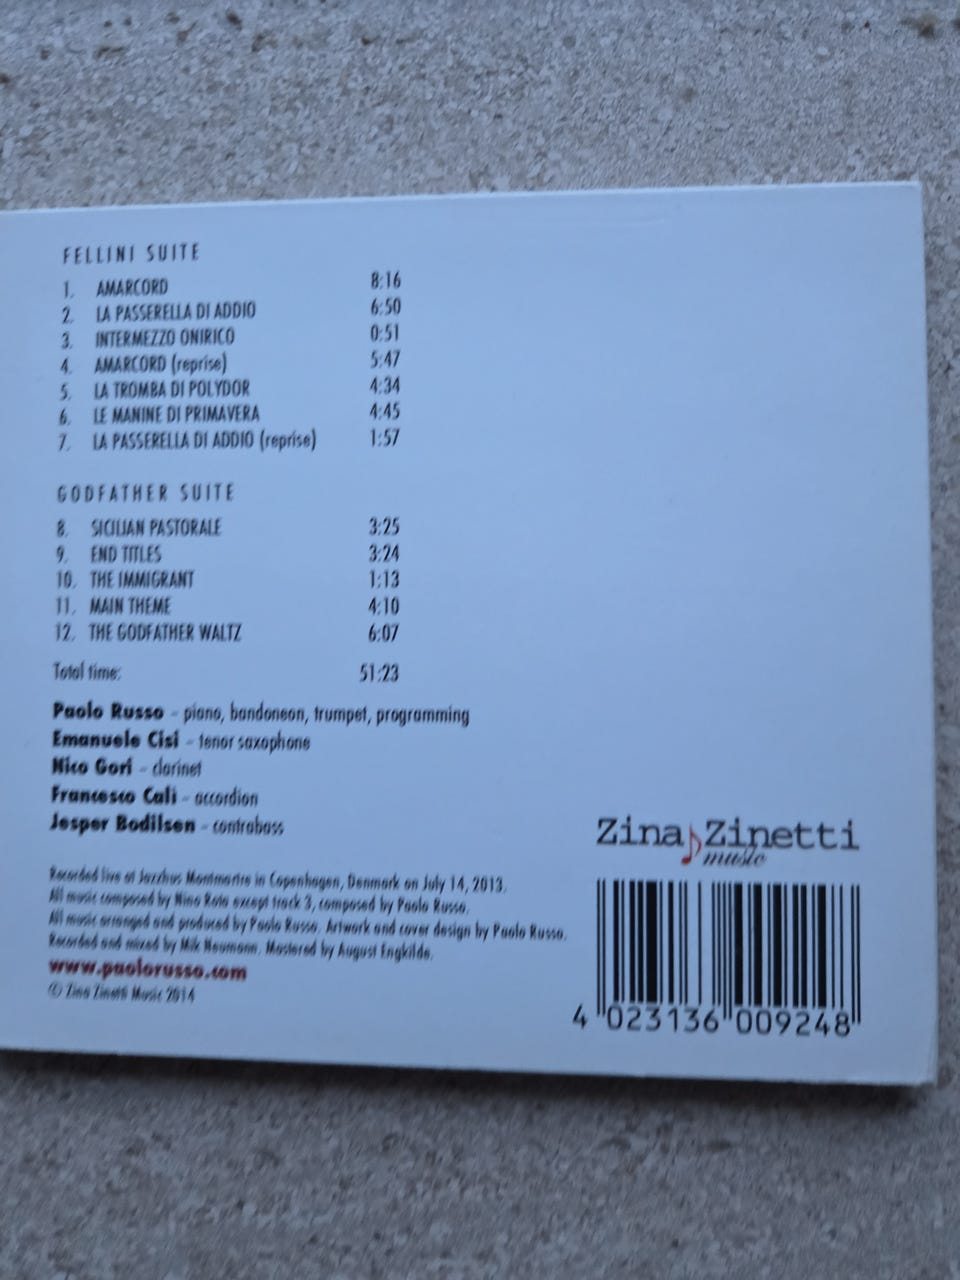 FELLINI SUITE
1. AMARCORD 8:16
2. LA PASSERELLA DI ADDIO 6:50
3. INTERMEZZO ONIRICO 0:51
4. AMARCORD (reprise) 5:47
5. LA TROMBA DI POLYDOR 4:34
6. LE MANINE DI PRIMAVERA 4:45
7. LA PASSERELLA DI ADDIO (reprise) 1:57
GODFATHER SUITE
8. SICILIAN PASTORALE 3:25
9. END TITLES 3:24
10. THE IMMIGRANT 1:13
11. MAIN THEME 4:10
12. THE GODFATHER WALTZ 6:07
Total time: 51:23
Paolo Russo - piano, bandoneon, trumpet, programming
Emanuele Cisi - tenor saxophone
Nico Gori - clarinet
Francesco Calì - accordion
Jesper Bodilsen - contrabass
Recorded live at Jazzhus Montmartre in Copenhagen, Denmark on July 14, 2013.
All music composed by Nino Rota except track 3, composed by Paolo Russo.
All music arranged and produced by Paolo Russo. Artwork and cover design by Paolo Russo.
Recorded and mixed by Mik Neumann. Mastered by August Engkilde.
www.paolorusso.com
© Zina Zinetti Music 2014
Zina Zinetti
music
4 023136 009248